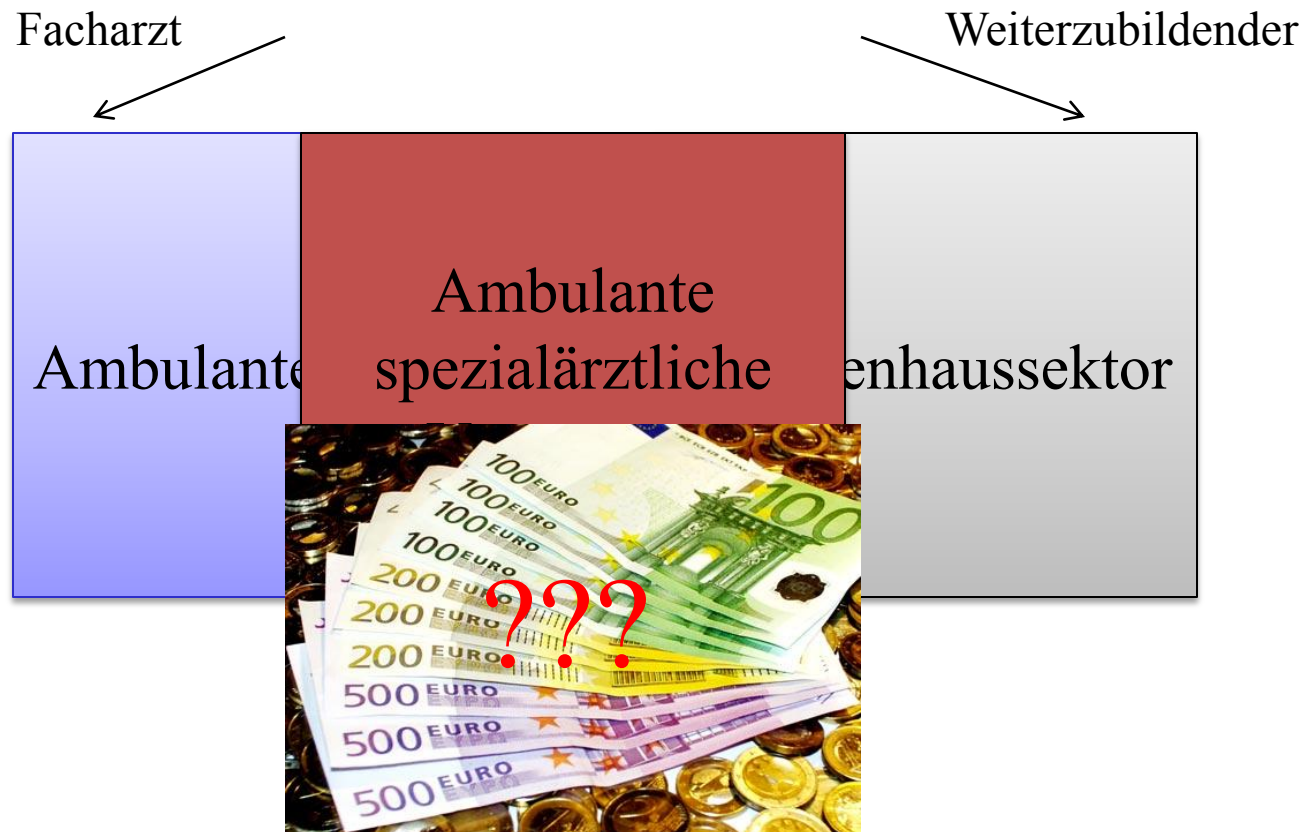 Facharzt
Weiterzubildender
Ambulante
spezialärztliche
Ambulante
enhaussektor
100 EURO
100
100 EURO
100 EURO
100 EURO
200 EURO
200 EURO
200 EURO
500 EURO
500 EURO
500 EURO
???